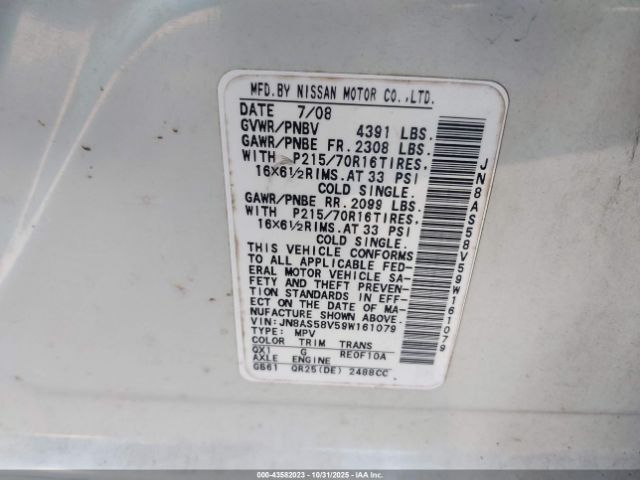 MFD.BY NISSAN MOTOR CO.,LTD.
DATE 7/08
GVWR/PNBV 4391 LBS.
GAWR/PNBE FR. 2308 LBS.
WITH P215/70R16TIRES.
16X6½RIMS.AT 33 PSI
COLD SINGLE.
GAWR/PNBE RR. 2099 LBS.
WITH P215/70R16TIRES.
16X6½RIMS.AT 33 PSI
COLD SINGLE.
THIS VEHICLE CONFORMS
TO ALL APPLICABLE FED-
ERAL MOTOR VEHICLE SA-
FETY AND THEFT PREVEN-
TION STANDARDS IN EFF-
ECT ON THE DATE OF MA-
NUFACTURE SHOWN ABOVE.
VIN: JN8AS58V59W161079
TYPE: MPV
COLOR TRIM TRANS
QX1 G RE0F10A
AXLE ENGINE
GB61 QR25(DE) 2488CC
JN8AS58V59W161079
000-43582023 - 10/31/2025 - COPYRIGHT IAA, LLC.